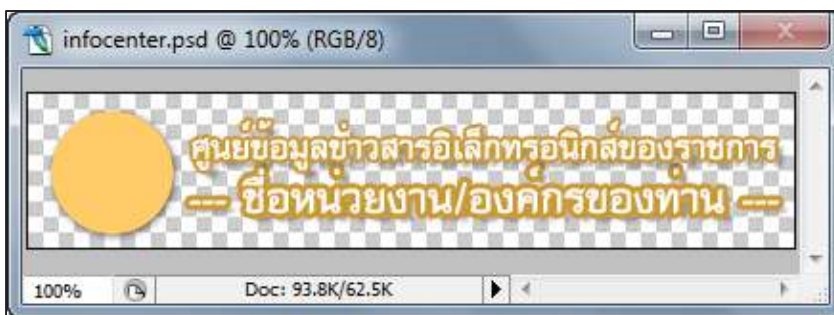 infocenter.psd @ 100% (RGB/8)
ศูนย์ข้อมูลข่าวสารอิเล็กทรอนิกส์ของราชการ
--- ชื่อหน่วยงาน/องค์กรของท่าน ---
100% Doc: 93.8K/62.5K